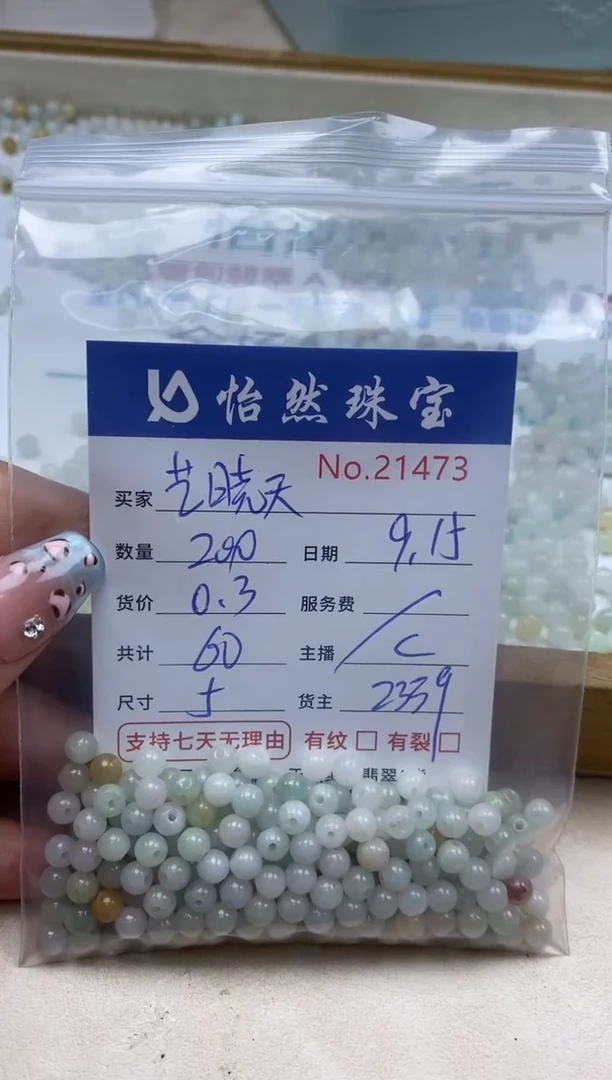 怡然珠宝
No.21473
买家 艺晓天
数量 200 日期 9.15
货价 0.3 服务费 /
共计 60 主播 C
尺寸 5 货主 2339
支持七天无理由 有纹 □ 有裂 □
翡翠